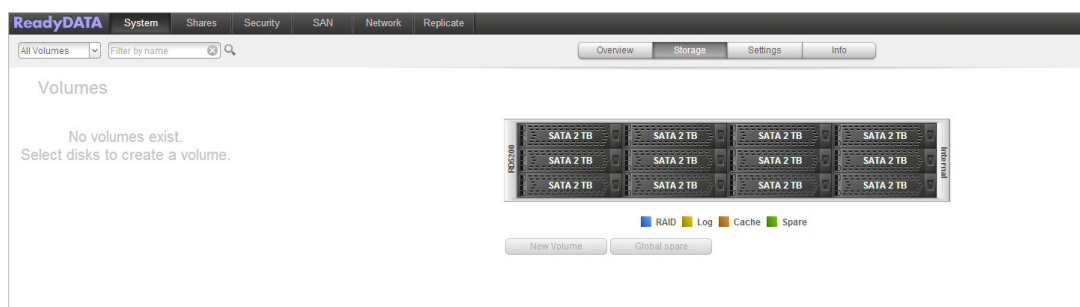 ReadyDATA System Shares Security SAN Network Replicate
All Volumes Filter by name Overview Storage Settings Info
Volumes
No volumes exist.
Select disks to create a volume.
RD5200 Internal
SATA 2 TB SATA 2 TB SATA 2 TB SATA 2 TB
SATA 2 TB SATA 2 TB SATA 2 TB SATA 2 TB
SATA 2 TB SATA 2 TB SATA 2 TB SATA 2 TB
RAID Log Cache Spare
New Volume Global spare